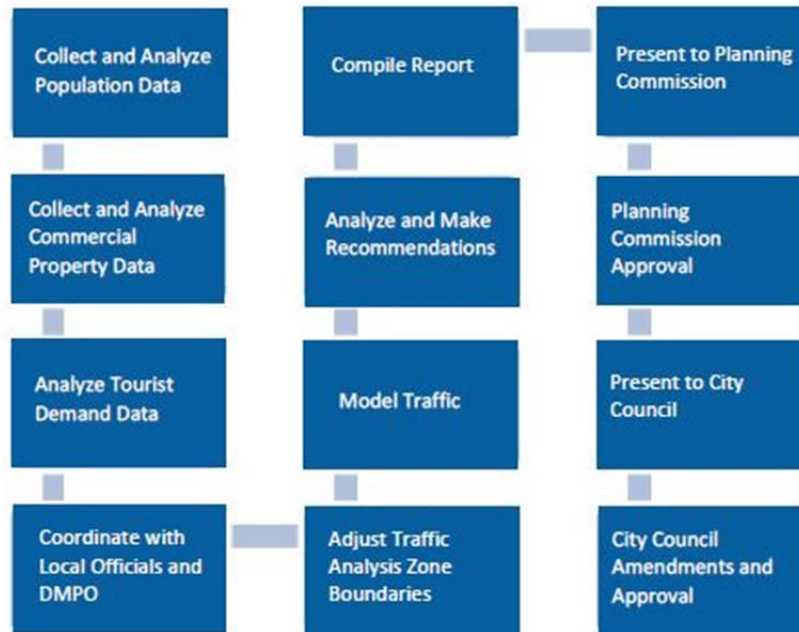 Collect and Analyze
Population Data
Collect and Analyze
Commercial
Property Data
Analyze Tourist
Demand Data
Coordinate with
Local Officials and
DMPO
Adjust Traffic
Analysis Zone
Boundaries
Model Traffic
Analyze and Make
Recommendations
Compile Report
Present to Planning
Commission
Planning
Commission
Approval
Present to City
Council
City Council
Amendments and
Approval